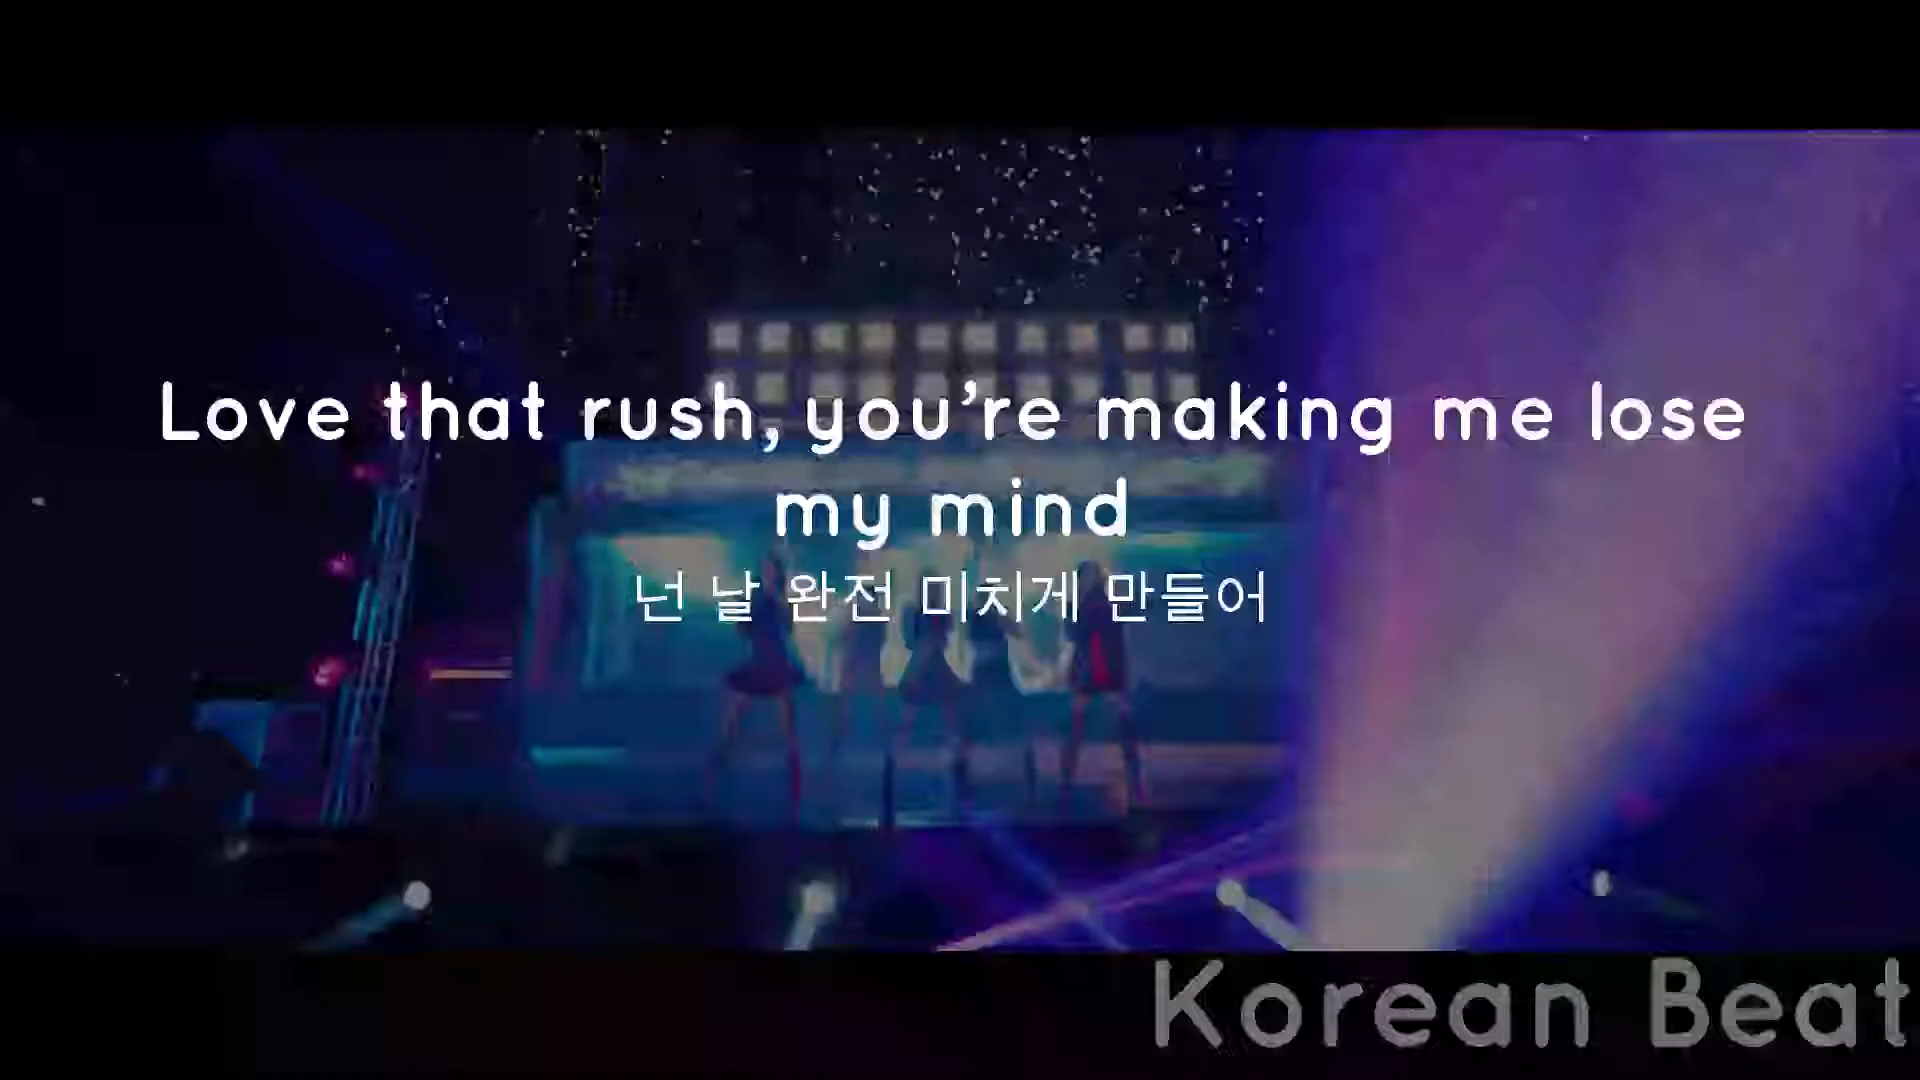 Love that rush, you’re making me lose
my mind
넌 날 완전 미치게 만들어
Korean Beat